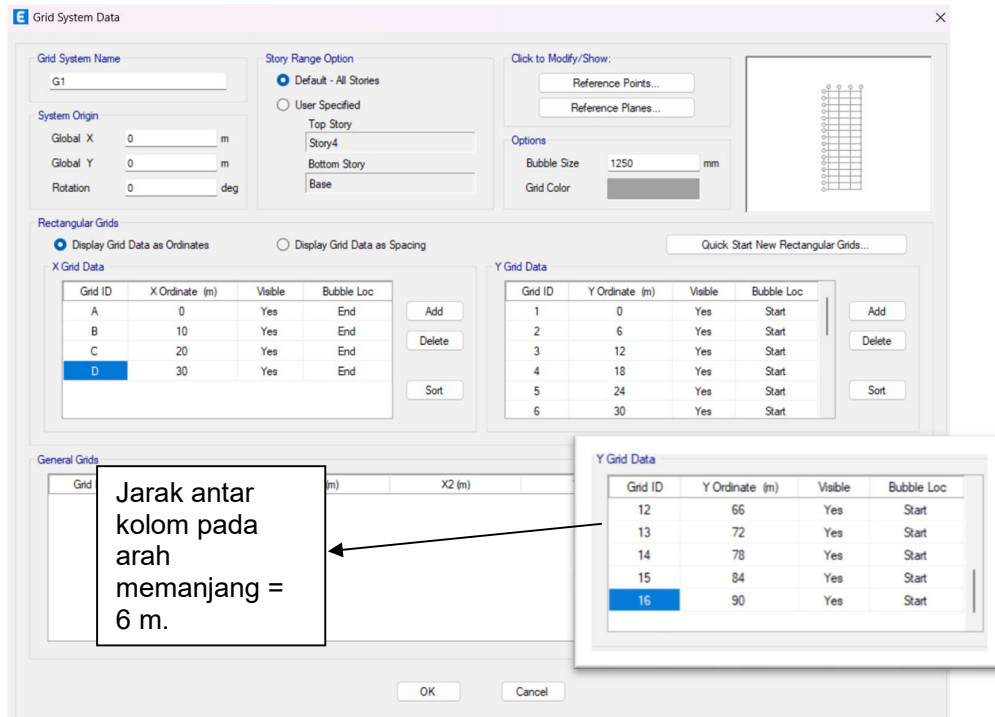 E Grid System Data
Grid System Name
G1
System Origin
Global X 0 m
Global Y 0 m
Rotation 0 deg
Story Range Option
Default - All Stories
User Specified
Top Story
Story4
Bottom Story
Base
Click to Modify/Show:
Reference Points...
Reference Planes...
Options
Bubble Size 1250 mm
Grid Color
Rectangular Grids
Display Grid Data as Ordinates Display Grid Data as Spacing Quick Start New Rectangular Grids...
X Grid Data
Grid ID X Ordinate (m) Visible Bubble Loc
A 0 Yes End
B 10 Yes End
C 20 Yes End
D 30 Yes End
Add
Delete
Sort
Y Grid Data
Grid ID Y Ordinate (m) Visible Bubble Loc
1 0 Yes Start
2 6 Yes Start
3 12 Yes Start
4 18 Yes Start
5 24 Yes Start
6 30 Yes Start
Add
Delete
Sort
General Grids
Grid (m) X2 (m)
Jarak antar
kolom pada
arah
memanjang =
6 m.
Y Grid Data
Grid ID Y Ordinate (m) Visible Bubble Loc
12 66 Yes Start
13 72 Yes Start
14 78 Yes Start
15 84 Yes Start
16 90 Yes Start
OK Cancel